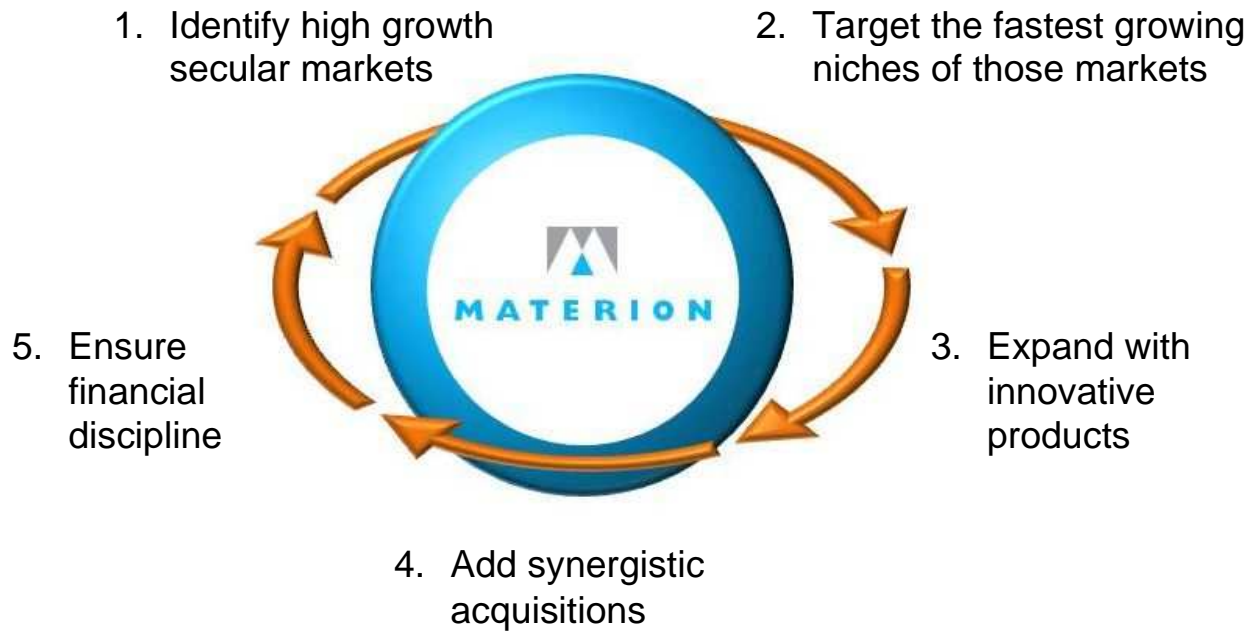 1. Identify high growth
secular markets
2. Target the fastest growing
niches of those markets
MATERION
3. Expand with
innovative
products
4. Add synergistic
acquisitions
5. Ensure
financial
discipline